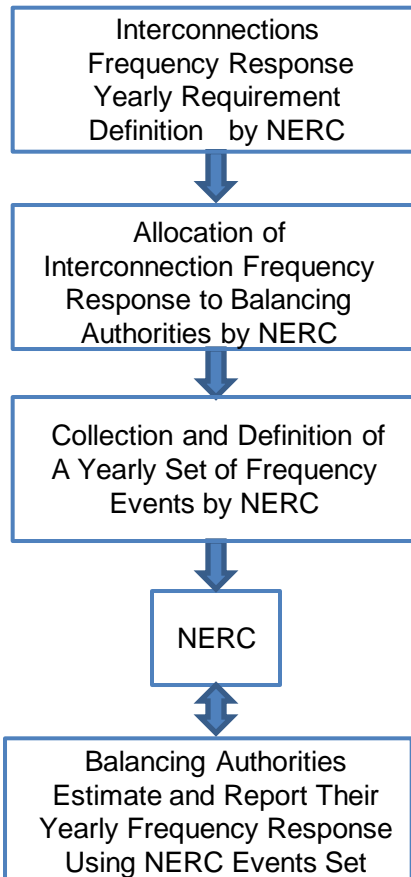 Interconnections
Frequency Response
Yearly Requirement
Definition by NERC
Allocation of
Interconnection Frequency
Response to Balancing
Authorities by NERC
Collection and Definition of
A Yearly Set of Frequency
Events by NERC
NERC
Balancing Authorities
Estimate and Report Their
Yearly Frequency Response
Using NERC Events Set